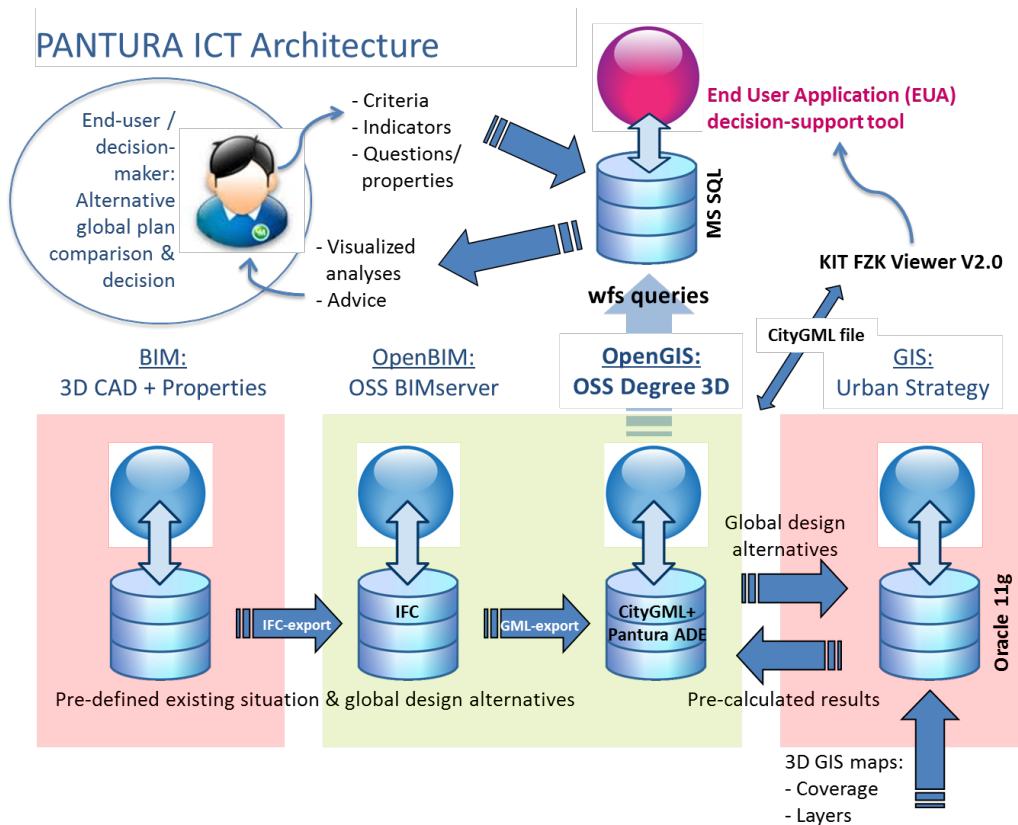 PANTURA ICT Architecture
End-user /
decision-
maker:
Alternative
global plan
comparison &
decision
- Criteria
- Indicators
- Questions/
properties
- Visualized
analyses
- Advice
End User Application (EUA)
decision-support tool
MS SQL
KIT FZK Viewer V2.0
wfs queries
CityGML file
BIM:
3D CAD + Properties
OpenBIM:
OSS BIMserver
OpenGIS:
OSS Degree 3D
GIS:
Urban Strategy
Global design
alternatives
IFC-export
IFC
GML-export
CityGML+
Pantura ADE
Oracle 11g
Pre-defined existing situation & global design alternatives
Pre-calculated results
3D GIS maps:
- Coverage
- Layers